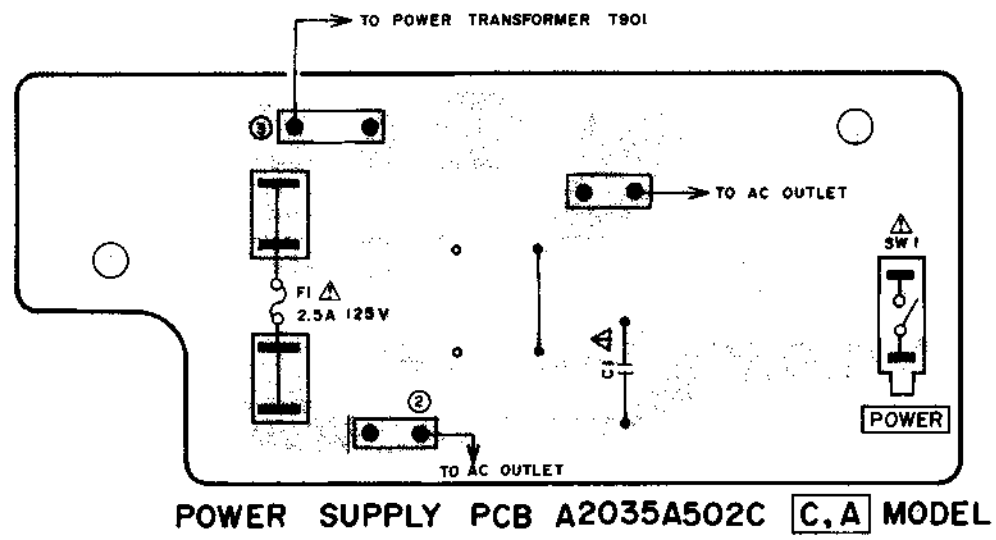 TO POWER TRANSFORMER T901
③
TO AC OUTLET
SW1
F1
2.5A 125V
C1
②
POWER
TO AC OUTLET
POWER SUPPLY PCB A2035A502C C, A MODEL